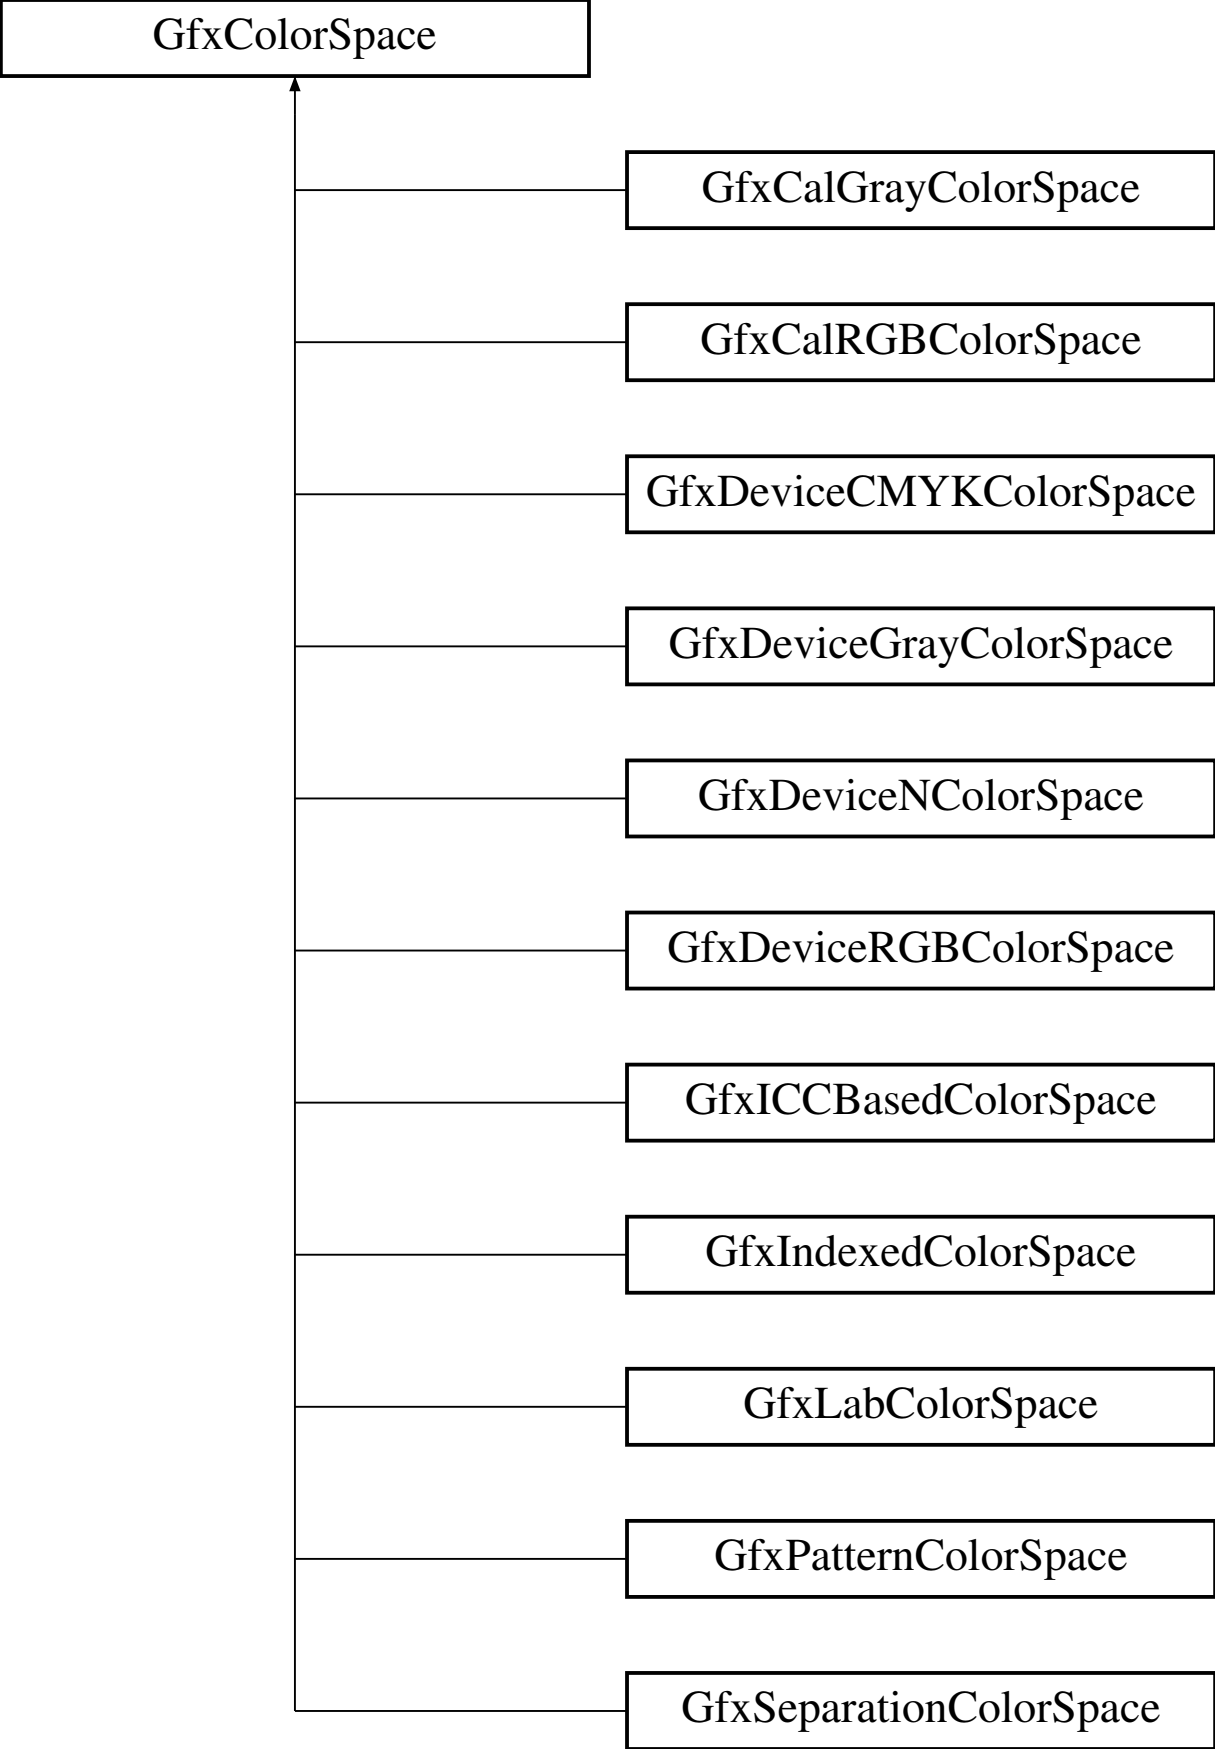 GfxColorSpace
GfxCalGrayColorSpace
GfxCalRGBColorSpace
GfxDeviceCMYKColorSpace
GfxDeviceGrayColorSpace
GfxDeviceNColorSpace
GfxDeviceRGBColorSpace
GfxICCBasedColorSpace
GfxIndexedColorSpace
GfxLabColorSpace
GfxPatternColorSpace
GfxSeparationColorSpace